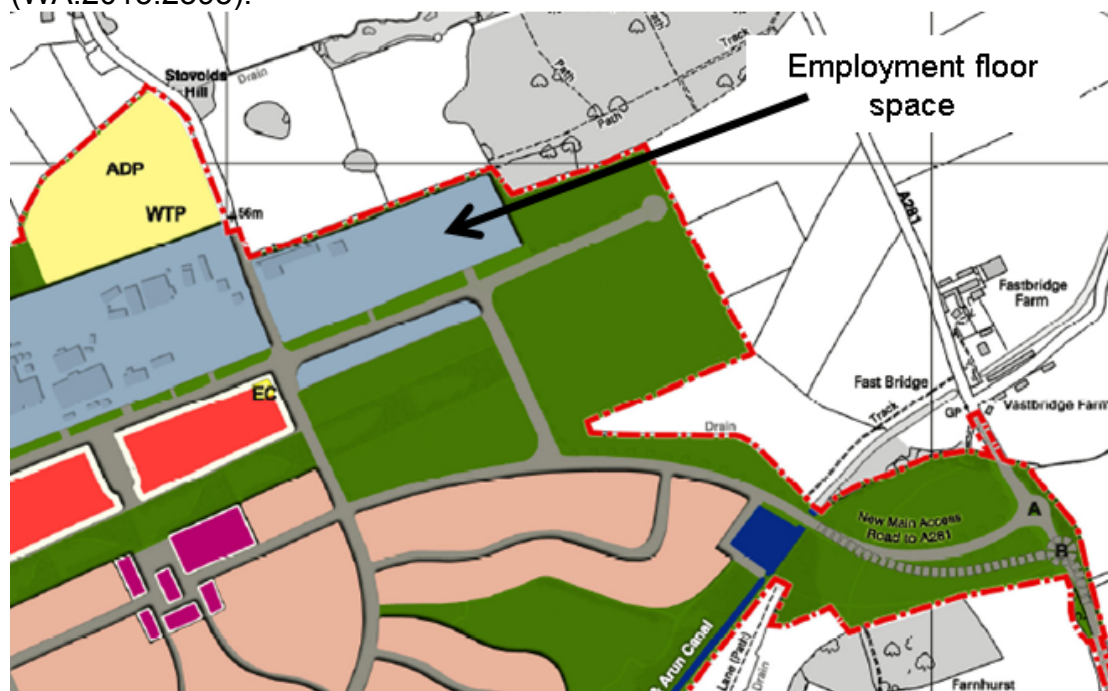 Stovolds
Hill
Drain
Path
Path
Track
Employment floor
space
ADP
WTP
56m
A281
Fastbridge
Farm
EC
Fast Bridge
Track
GP
Vastbridge Farm
Drain
New Main Access
Road to A281
A
B
Arun Canal
Lane (Path)
Drain
Farnhurst